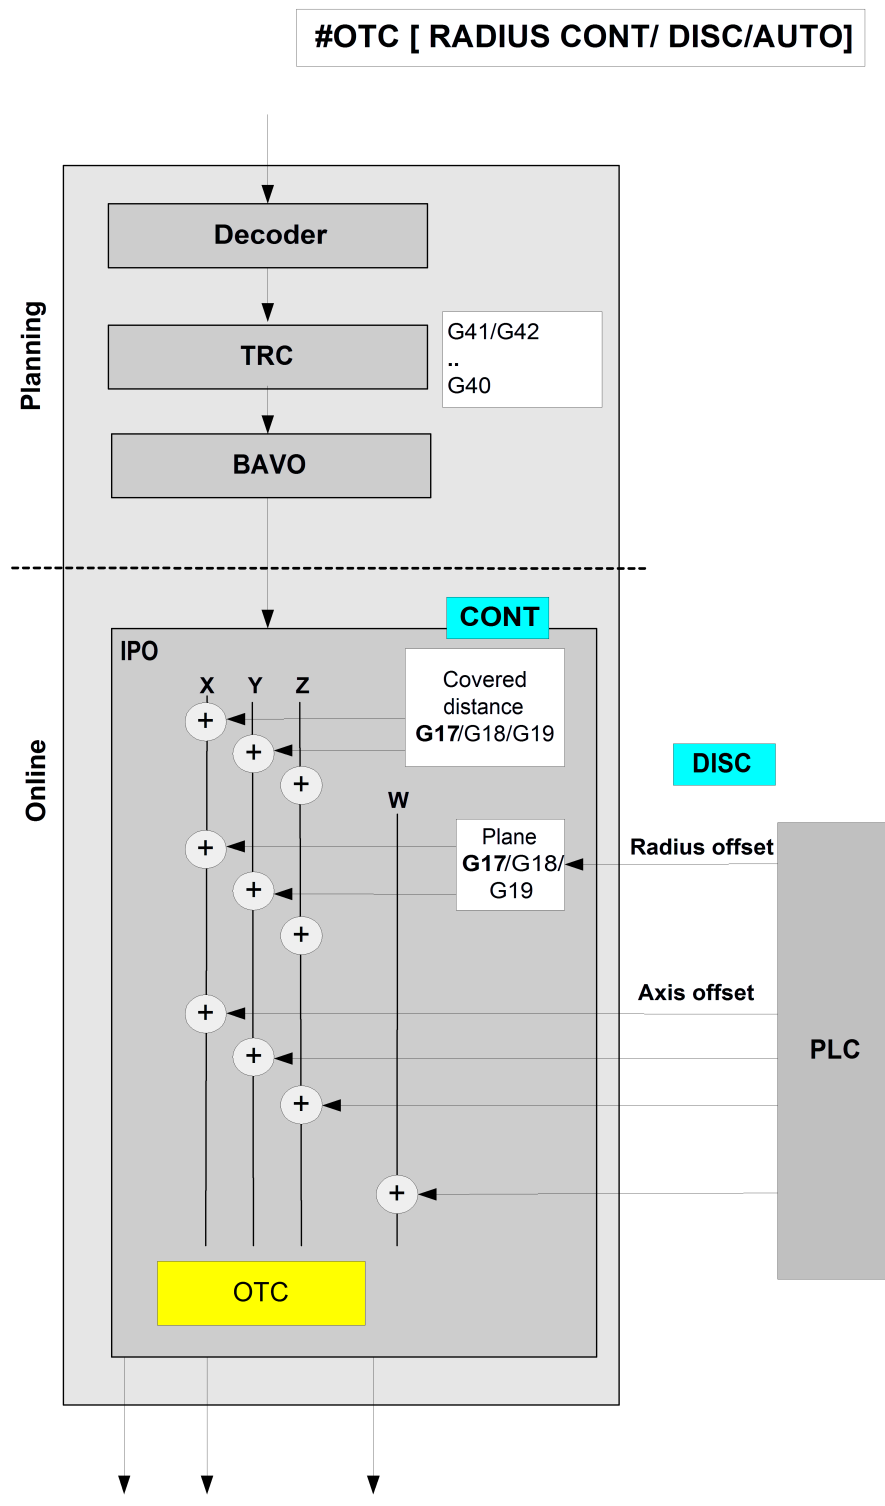 #OTC [ RADIUS CONT/ DISC/AUTO]
Planning
Decoder
TRC
G41/G42
..
G40
BAVO
Online
CONT
IPO
X Y Z
Covered
distance
G17/G18/G19
+
+
+
DISC
W
Plane
G17/G18/
G19
Radius offset
+
+
+
Axis offset
+
+
+
PLC
+
OTC